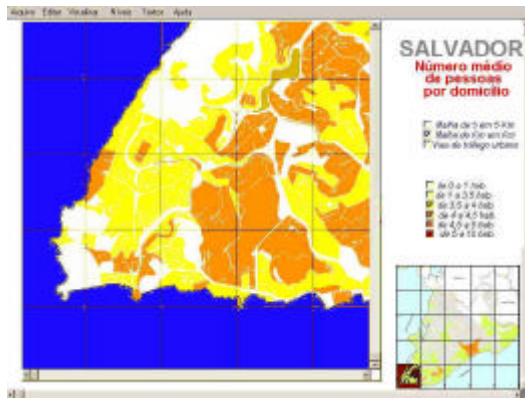 Arquivo Editar Visualizar Níveis Textos Ajuda
SALVADOR
Número médio
de pessoas
por domicílio
Malha de 5 em 5 Km
Malha de Km em Km
Vias de tráfego urbano
de 0 a 1 hab
de 1 a 3,5 hab
de 3,5 a 4 hab
de 4 a 4,5 hab
de 4,5 a 5 hab
de 5 a 10 hab